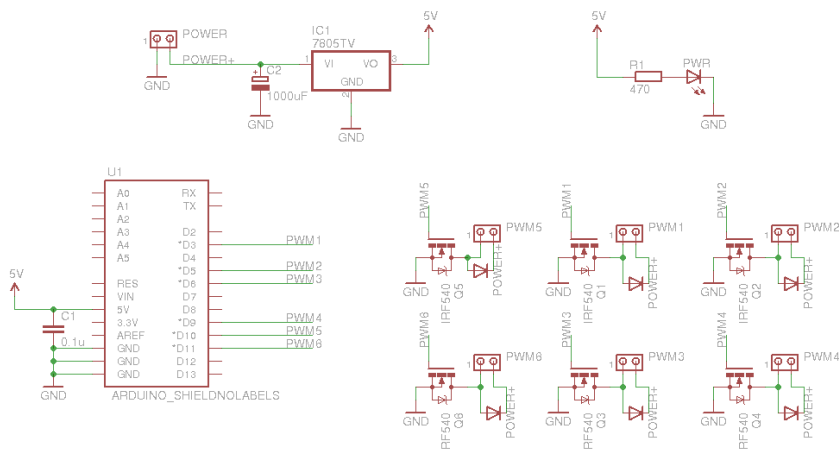 POWER
1
POWER+
GND
C2
1000uF
GND
IC1
7805TV
1
VI
VO
3
GND
2
GND
5V
5V
R1
470
PWR
GND
U1
A0
A1
A2
A3
A4
A5
RES
VIN
5V
3.3V
AREF
GND
GND
GND
RX
TX
D2
*D3
D4
*D5
*D6
D7
D8
*D9
*D10
*D11
D12
D13
ARDUINO_SHIELDNOLABELS
5V
C1
0.1u
GND
PWM1
PWM2
PWM3
PWM4
PWM5
PWM6
PWM5
1
PWM5
GND
IRF540
Q5
POWER+
PWM1
1
PWM1
GND
IRF540
Q1
POWER+
PWM2
1
PWM2
GND
IRF540
Q2
POWER+
PWM6
1
PWM6
GND
RF540
Q6
POWER+
PWM3
1
PWM3
GND
RF540
Q3
POWER+
PWM4
1
PWM4
GND
RF540
Q4
POWER+